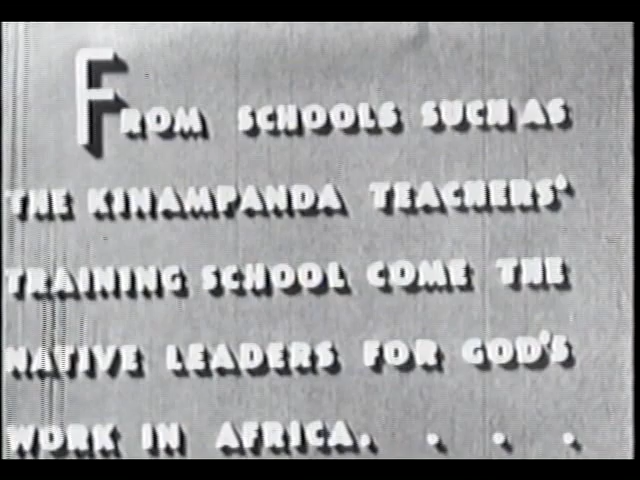 FROM SCHOOLS SUCH AS
THE KINAMPANDA TEACHERS'
TRAINING SCHOOL COME THE
NATIVE LEADERS FOR GOD'S
WORK IN AFRICA. . . .